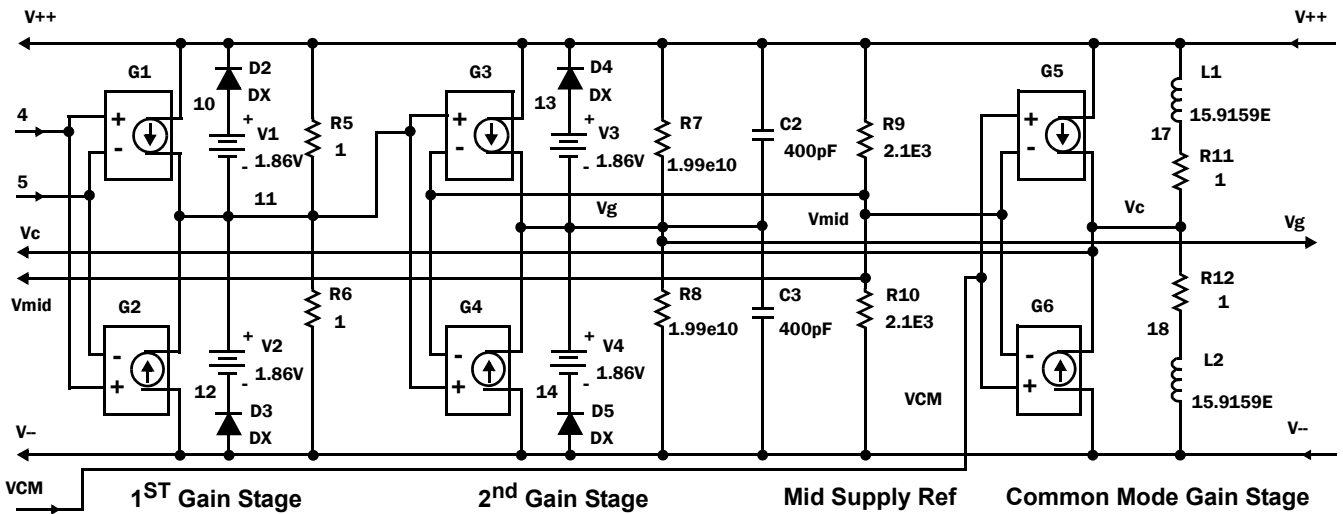 V++
V++
G1
D2
DX
G3
D4
DX
G5
L1
15.9159E
4
10
+
-
+
V1
1.86V
-
R5
1
+
-
13
+
V3
1.86V
-
R7
1.99e10
C2
400pF
R9
2.1E3
+
-
17
R11
1
5
11
Vg
Vmid
Vc
Vg
Vc
Vmid
G2
-
+
12
+
V2
1.86V
-
D3
DX
R6
1
G4
-
+
14
+
V4
1.86V
-
D5
DX
R8
1.99e10
C3
400pF
R10
2.1E3
VCM
G6
-
+
R12
1
18
L2
15.9159E
V--
V--
VCM
1ST Gain Stage
2nd Gain Stage
Mid Supply Ref
Common Mode Gain Stage